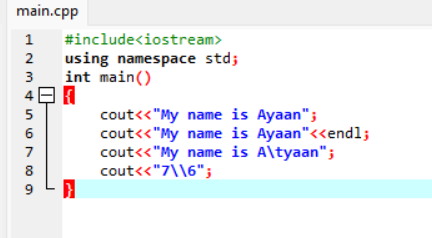 main.cpp
1 #include<iostream>
2 using namespace std;
3 int main()
4 {
5 cout<<"My name is Ayaan";
6 cout<<"My name is Ayaan"<<endl;
7 cout<<"My name is A\tyaan";
8 cout<<"7\\6";
9 }